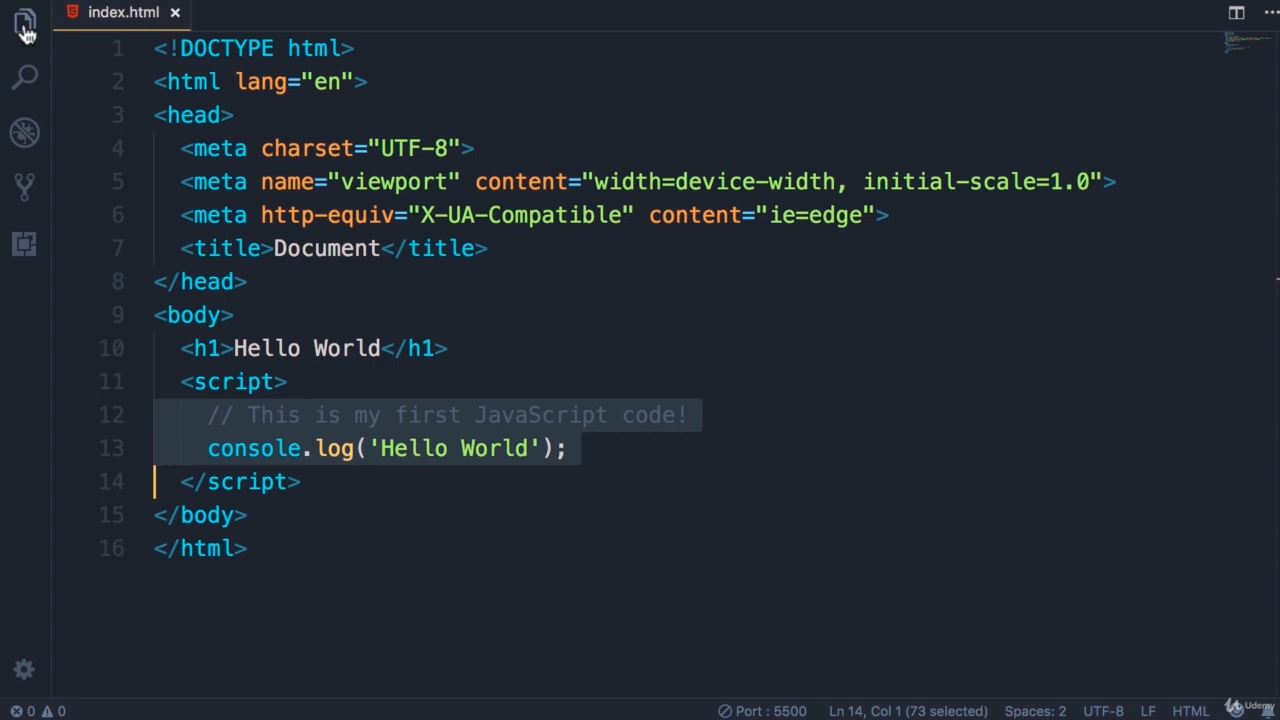 index.html
1 <!DOCTYPE html>
2 <html lang="en">
3 <head>
4 <meta charset="UTF-8">
5 <meta name="viewport" content="width=device-width, initial-scale=1.0">
6 <meta http-equiv="X-UA-Compatible" content="ie=edge">
7 <title>Document</title>
8 </head>
9 <body>
10 <h1>Hello World</h1>
11 <script>
12 // This is my first JavaScript code!
13 console.log('Hello World');
14 </script>
15 </body>
16 </html>
0 0 Port : 5500 Ln 14, Col 1 (73 selected) Spaces: 2 UTF-8 LF HTML Udemy